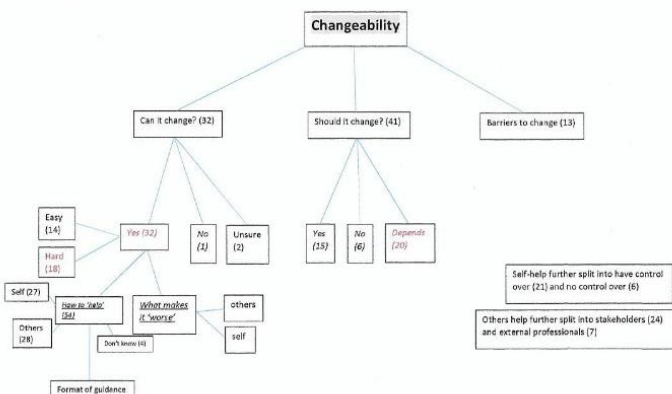 Changeability
Can it change? (32)
Should it change? (41)
Barriers to change (13)
Easy
(14)
Hard
(18)
Yes (32)
No
(1)
Unsure
(2)
Yes
(15)
No
(6)
Depends
(20)
Self (27)
Others
(28)
How to 'help'
(54)
Don't know (4)
What makes
it 'worse'
others
self
Format of guidance
Self-help further split into have control
over (21) and no control over (6)
Others help further split into stakeholders (24)
and external professionals (7)